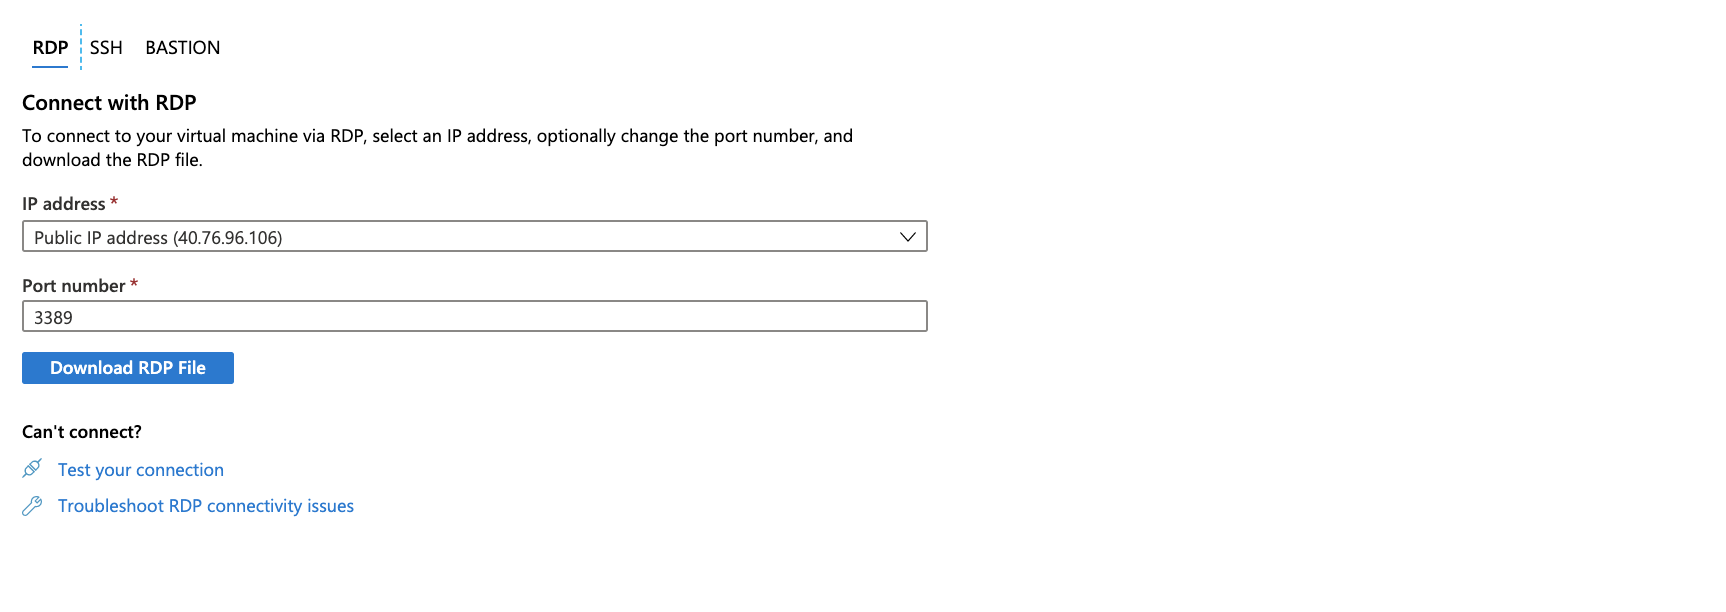 RDP SSH BASTION
Connect with RDP
To connect to your virtual machine via RDP, select an IP address, optionally change the port number, and
download the RDP file.
IP address *
Public IP address (40.76.96.106)
Port number *
3389
Download RDP File
Can't connect?
Test your connection
Troubleshoot RDP connectivity issues